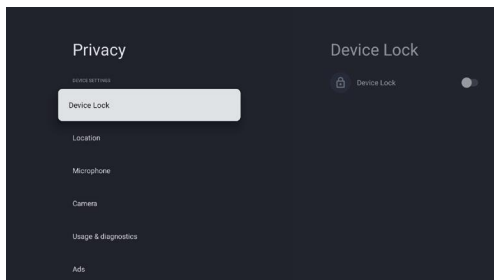 Privacy
DEVICE SETTINGS
Device Lock
Location
Microphone
Camera
Usage & diagnostics
Ads
Device Lock
Device Lock